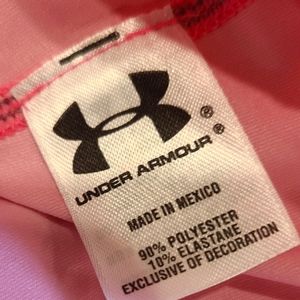 UNDER ARMOUR®
MADE IN MEXICO
90% POLYESTER
10% ELASTANE
EXCLUSIVE OF DECORATION